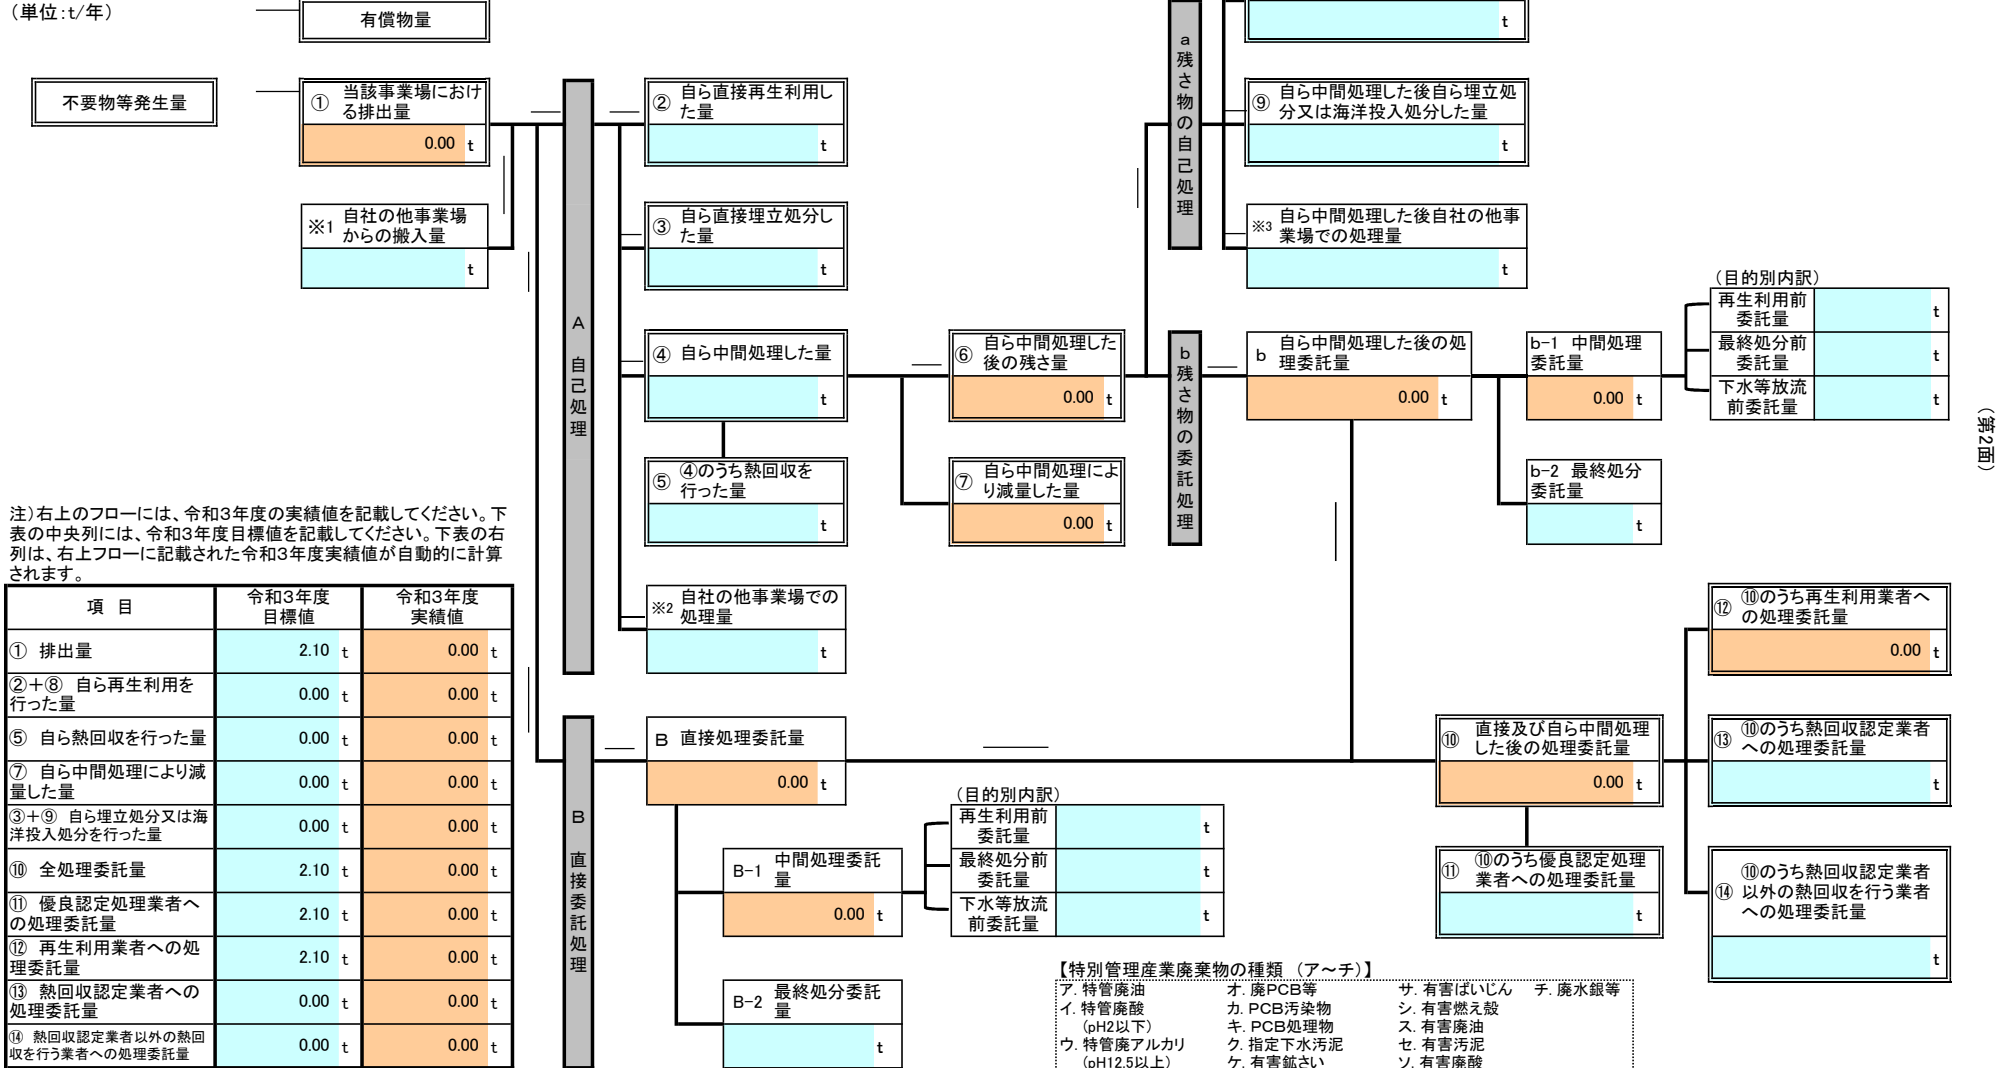 （単位：t/年）
有償物量
不要物等発生量
① 当該事業場におけ
る排出量
0.00 t
※1 自社の他事業場
からの搬入量
t
A 自己処理
② 自ら直接再生利用し
た量
t
③ 自ら直接埋立処分し
た量
t
④ 自ら中間処理した量
t
⑤ ④のうち熱回収を
行った量
t
※2 自社の他事業場での
処理量
t
⑥ 自ら中間処理した
後の残さ量
0.00 t
⑦ 自ら中間処理によ
り減量した量
0.00 t
a 残さ物の自己処理
t
⑨ 自ら中間処理した後自ら埋立処
分又は海洋投入処分した量
t
※3 自ら中間処理した後自社の他事
業場での処理量
t
b 残さ物の委託処理
b 自ら中間処理した後の処
理委託量
0.00 t
b-1 中間処理
委託量
0.00 t
b-2 最終処分
委託量
t
（目的別内訳）
再生利用前
委託量
t
最終処分前
委託量
t
下水等放流
前委託量
t
（第2面）
注）右上のフローには、令和3年度の実績値を記載してください。下
表の中央列には、令和3年度目標値を記載してください。下表の右
列は、右上フローに記載された令和3年度実績値が自動的に計算
されます。
項 目 令和3年度 目標値 令和3年度 実績値
① 排出量 2.10 t 0.00 t
②＋⑧ 自ら再生利用を
行った量 0.00 t 0.00 t
⑤ 自ら熱回収を行った量 0.00 t 0.00 t
⑦ 自ら中間処理により減
量した量 0.00 t 0.00 t
③＋⑨ 自ら埋立処分又は海
洋投入処分を行った量 0.00 t 0.00 t
⑩ 全処理委託量 2.10 t 0.00 t
⑪ 優良認定処理業者へ
の処理委託量 2.10 t 0.00 t
⑫ 再生利用業者への処
理委託量 2.10 t 0.00 t
⑬ 熱回収認定業者への
処理委託量 0.00 t 0.00 t
⑭ 熱回収認定業者以外の熱回
収を行う業者への処理委託量 0.00 t 0.00 t
B 直接委託処理
B 直接処理委託量
0.00 t
B-1 中間処理委託
量
0.00 t
B-2 最終処分委託
量
t
（目的別内訳）
再生利用前
委託量
t
最終処分前
委託量
t
下水等放流
前委託量
t
⑩ 直接及び自ら中間処理
した後の処理委託量
0.00 t
⑪ ⑩のうち優良認定処理
業者への処理委託量
t
⑫ ⑩のうち再生利用業者へ
の処理委託量
0.00 t
⑬ ⑩のうち熱回収認定業者
への処理委託量
t
⑭ ⑩のうち熱回収認定業者
以外の熱回収を行う業者
への処理委託量
t
【特別管理産業廃棄物の種類 （ア～チ）】
ア. 特管廃油 オ. 廃PCB等 サ. 有害ばいじん チ. 廃水銀等
イ. 特管廃酸 カ. PCB汚染物 シ. 有害燃え殻
（pH2以下） キ. PCB処理物 ス. 有害廃油
ウ. 特管廃アルカリ ク. 指定下水汚泥 セ. 有害汚泥
（pH12.5以上） ケ. 有害鉱さい ソ. 有害廃酸